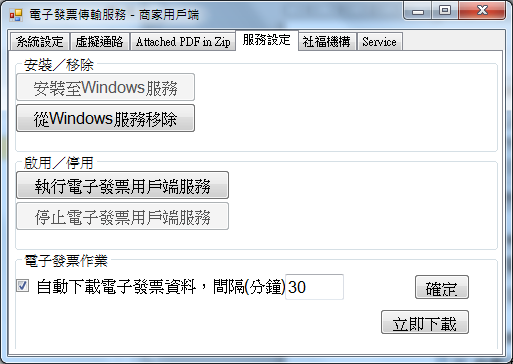 電子發票傳輸服務 - 商家用戶端
系統設定 虛擬通路 Attached PDF in Zip 服務設定 社福機構 Service
安裝／移除
安裝至Windows服務
從Windows服務移除
啟用／停用
執行電子發票用戶端服務
停止電子發票用戶端服務
電子發票作業
自動下載電子發票資料，間隔(分鐘) 30 確定
立即下載